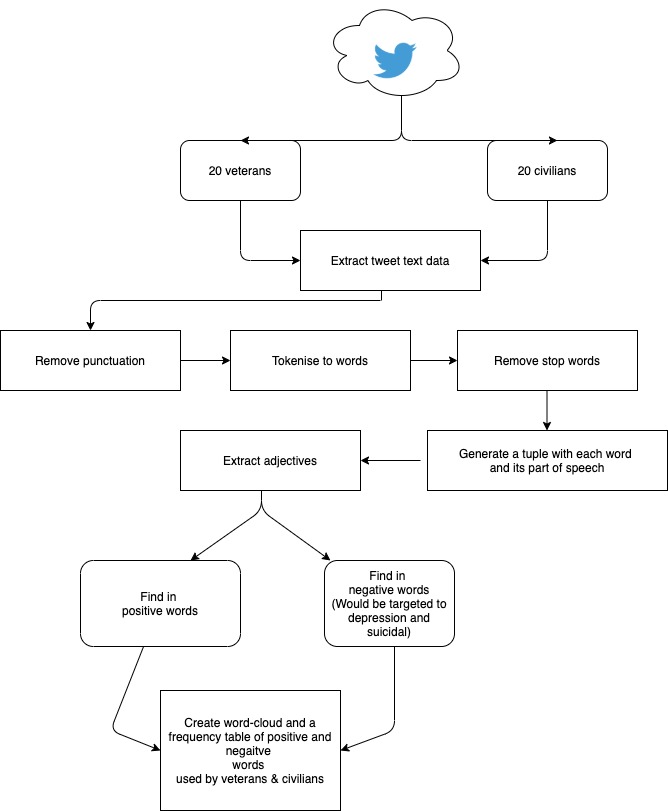 20 veterans
20 civilians
Extract tweet text data
Remove punctuation
Tokenise to words
Remove stop words
Extract adjectives
Generate a tuple with each word
and its part of speech
Find in
positive words
Find in
negative words
(Would be targeted to
depression and
suicidal)
Create word-cloud and a
frequency table of positive and
negaitve
words
used by veterans & civilians